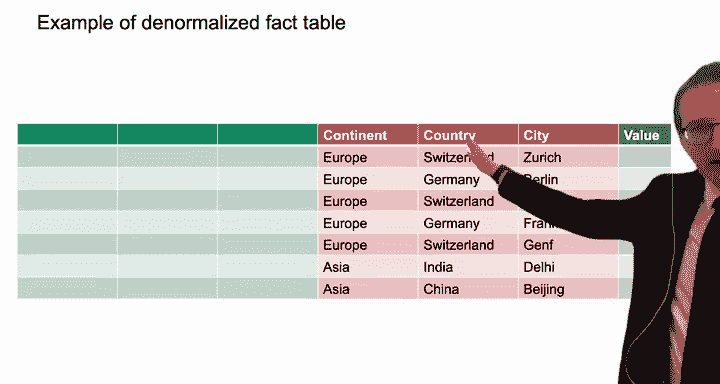 Example of denormalized fact table
Continent Country City Value
Europe Switzerland Zurich
Europe Germany Berlin
Europe Switzerland
Europe Germany
Europe Switzerland Genf
Asia India Delhi
Asia China Beijing